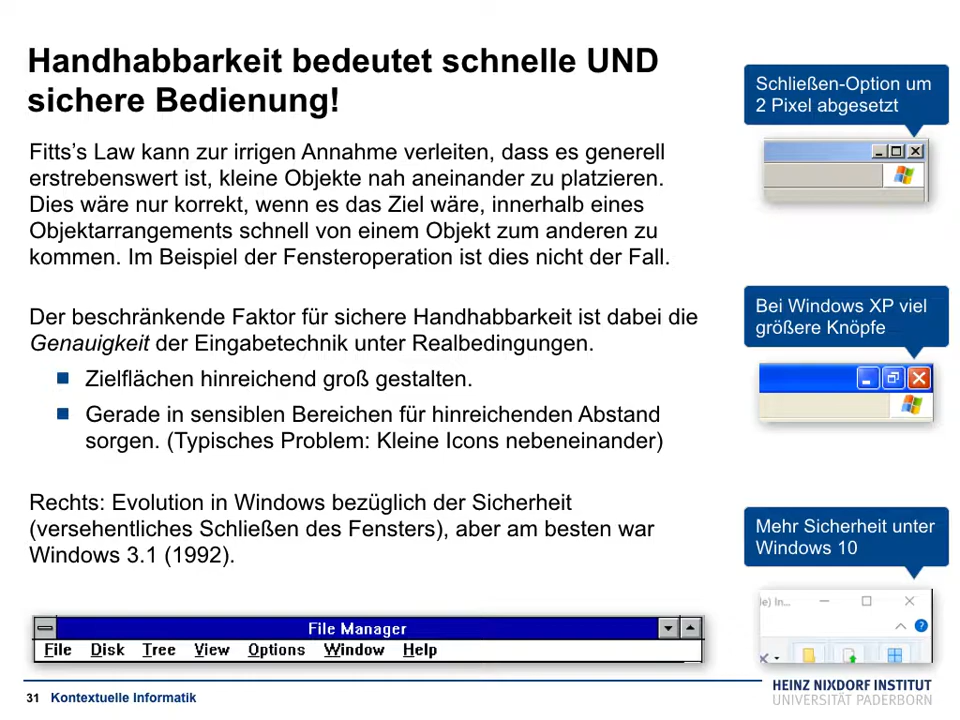 Handhabbarkeit bedeutet schnelle UND
sichere Bedienung!
Fitts’s Law kann zur irrigen Annahme verleiten, dass es generell
erstrebenswert ist, kleine Objekte nah aneinander zu platzieren.
Dies wäre nur korrekt, wenn es das Ziel wäre, innerhalb eines
Objektarrangements schnell von einem Objekt zum anderen zu
kommen. Im Beispiel der Fensteroperation ist dies nicht der Fall.
Der beschränkende Faktor für sichere Handhabbarkeit ist dabei die
Genauigkeit der Eingabetechnik unter Realbedingungen.
Zielflächen hinreichend groß gestalten.
Gerade in sensiblen Bereichen für hinreichenden Abstand
sorgen. (Typisches Problem: Kleine Icons nebeneinander)
Rechts: Evolution in Windows bezüglich der Sicherheit
(versehentliches Schließen des Fensters), aber am besten war
Windows 3.1 (1992).
File Manager
File Disk Tree View Options Window Help
Schließen-Option um
2 Pixel abgesetzt
Bei Windows XP viel
größere Knöpfe
Mehr Sicherheit unter
Windows 10
le) In...
31 Kontextuelle Informatik
HEINZ NIXDORF INSTITUT
UNIVERSITÄT PADERBORN